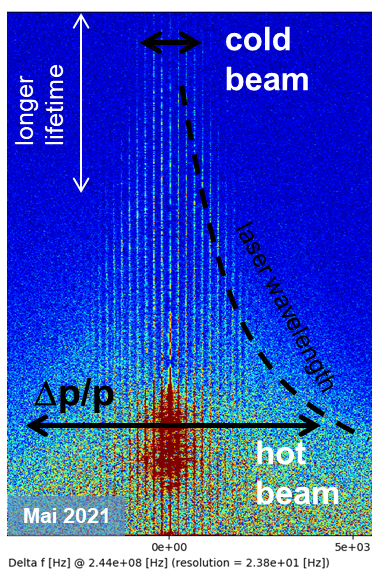 cold
beam
longer
lifetime
laser wavelength
Δp/p
hot
beam
Mai 2021
0e+00
5e+03
Delta f [Hz] @ 2.44e+08 [Hz] (resolution = 2.38e+01 [Hz])